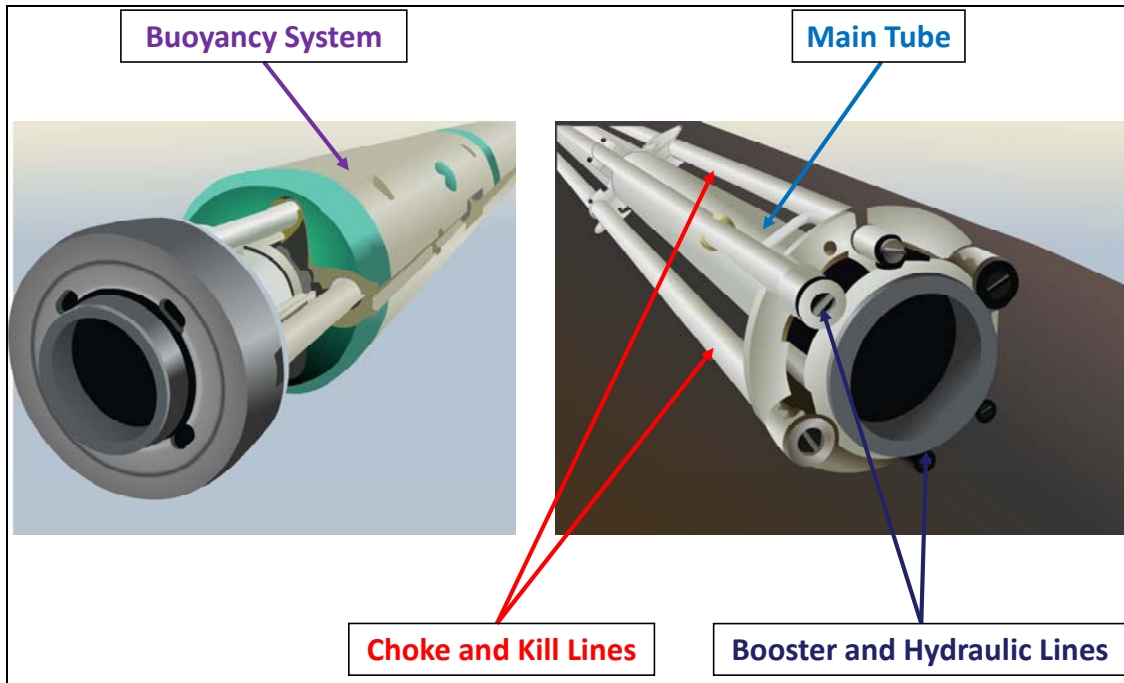 Buoyancy System
Main Tube
Choke and Kill Lines
Booster and Hydraulic Lines